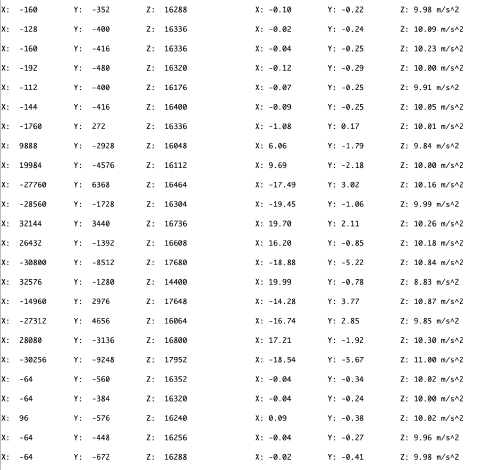 X: -160 Y: -352 Z: 16288 X: -0.10 Y: -0.22 Z: 9.98 m/s^2
X: -128 Y: -400 Z: 16336 X: -0.02 Y: -0.24 Z: 10.09 m/s^2
X: -160 Y: -416 Z: 16336 X: -0.04 Y: -0.25 Z: 10.23 m/s^2
X: -192 Y: -480 Z: 16320 X: -0.12 Y: -0.29 Z: 10.00 m/s^2
X: -112 Y: -400 Z: 16176 X: -0.07 Y: -0.25 Z: 9.91 m/s^2
X: -144 Y: -416 Z: 16400 X: -0.09 Y: -0.25 Z: 10.05 m/s^2
X: -1760 Y: 272 Z: 16336 X: -1.08 Y: 0.17 Z: 10.01 m/s^2
X: 9888 Y: -2928 Z: 16048 X: 6.06 Y: -1.79 Z: 9.84 m/s^2
X: 19984 Y: -4576 Z: 16112 X: 9.69 Y: -2.18 Z: 10.00 m/s^2
X: -27760 Y: 6368 Z: 16464 X: -17.49 Y: 3.02 Z: 10.16 m/s^2
X: -28560 Y: -1728 Z: 16304 X: -19.45 Y: -1.06 Z: 9.99 m/s^2
X: 32144 Y: 3440 Z: 16736 X: 19.70 Y: 2.11 Z: 10.26 m/s^2
X: 26432 Y: -1392 Z: 16608 X: 16.20 Y: -0.85 Z: 10.18 m/s^2
X: -30800 Y: -8512 Z: 17680 X: -18.88 Y: -5.22 Z: 10.84 m/s^2
X: 32576 Y: -1280 Z: 14400 X: 19.99 Y: -0.78 Z: 8.83 m/s^2
X: -14960 Y: 2976 Z: 17648 X: -14.28 Y: 3.77 Z: 10.87 m/s^2
X: -27312 Y: 4656 Z: 16064 X: -16.74 Y: 2.85 Z: 9.85 m/s^2
X: 28080 Y: -3136 Z: 16800 X: 17.21 Y: -1.92 Z: 10.30 m/s^2
X: -30256 Y: -9248 Z: 17952 X: -18.54 Y: -5.67 Z: 11.00 m/s^2
X: -64 Y: -560 Z: 16352 X: -0.04 Y: -0.34 Z: 10.02 m/s^2
X: -64 Y: -384 Z: 16320 X: -0.04 Y: -0.24 Z: 10.00 m/s^2
X: 96 Y: -576 Z: 16240 X: 0.09 Y: -0.38 Z: 10.02 m/s^2
X: -64 Y: -448 Z: 16256 X: -0.04 Y: -0.27 Z: 9.96 m/s^2
X: -64 Y: -672 Z: 16288 X: -0.02 Y: -0.41 Z: 9.98 m/s^2